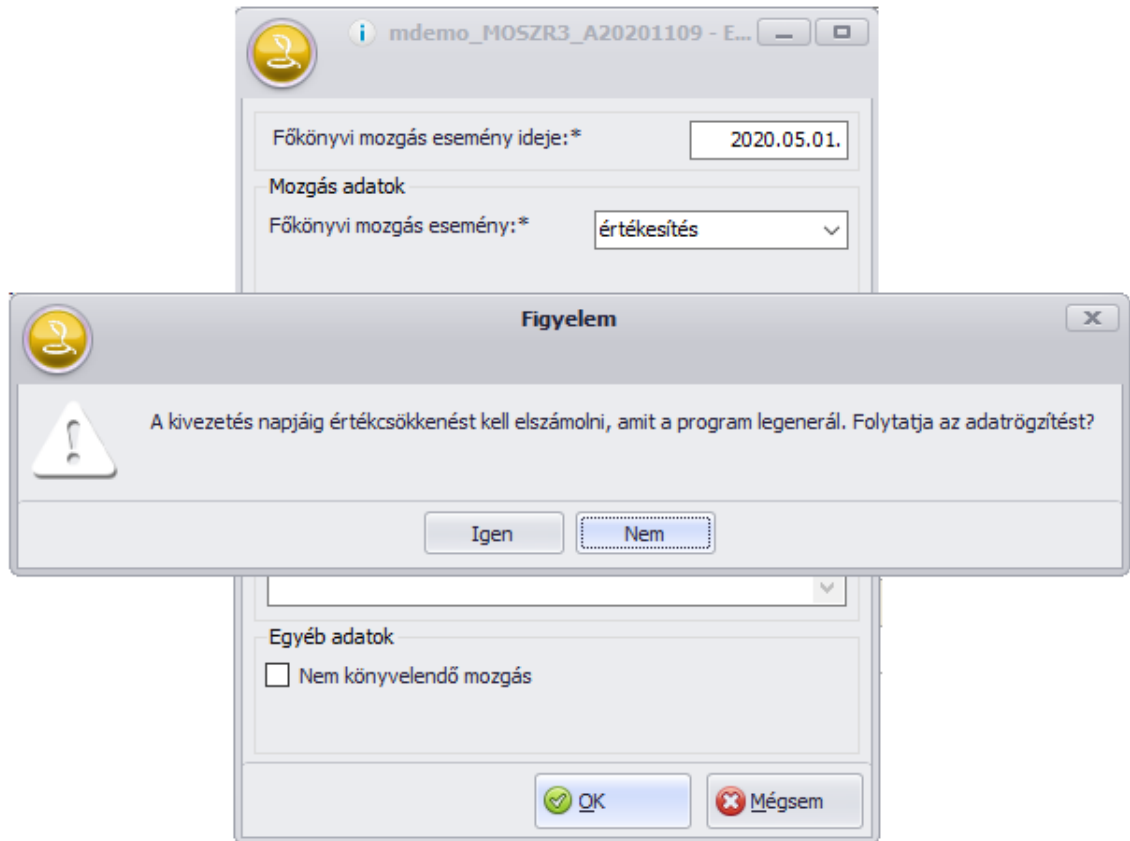 mdemo_MOSZR3_A20201109 - E...
Főkönyvi mozgás esemény ideje:*
2020.05.01.
Mozgás adatok
Főkönyvi mozgás esemény:*
értékesítés
Figyelem
A kivezetés napjáig értékcsökkenést kell elszámolni, amit a program legenerál. Folytatja az adatrögzítést?
Igen
Nem
Egyéb adatok
Nem könyvelendő mozgás
OK
Mégsem